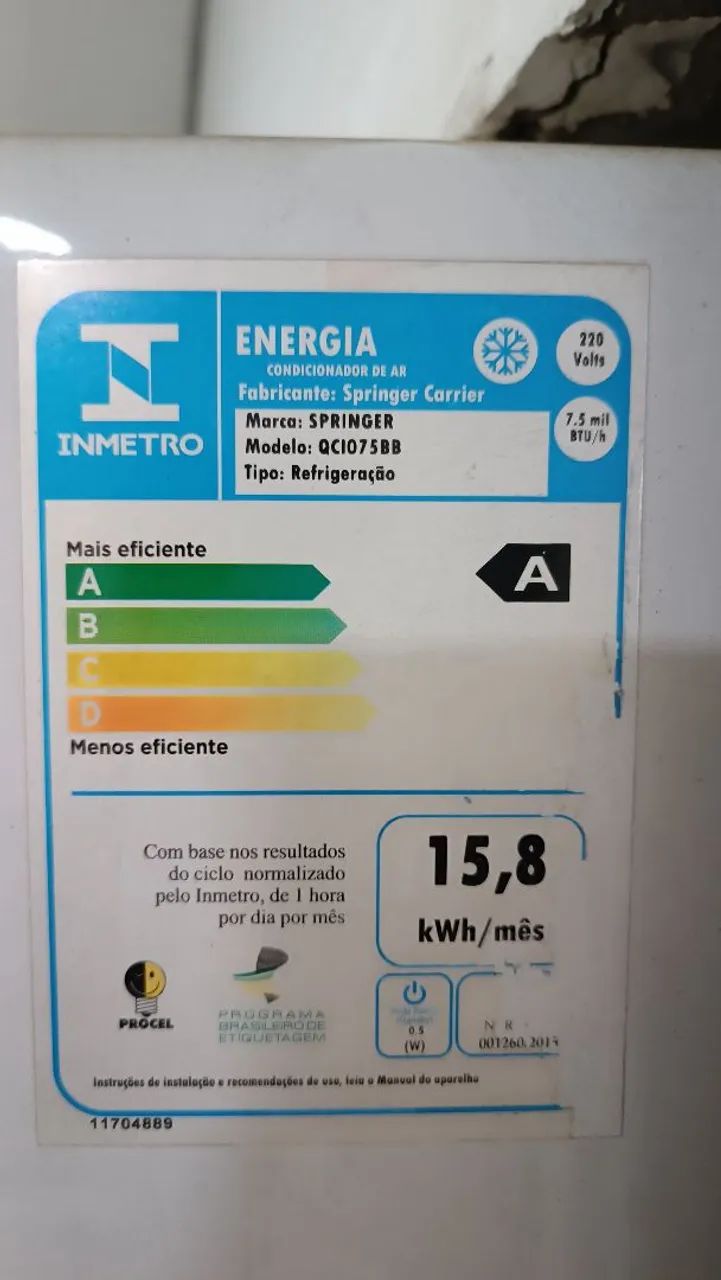 INMETRO
ENERGIA
CONDICIONADOR DE AR
Fabricante: Springer Carrier
Marca: SPRINGER
Modelo: QCI075BB
Tipo: Refrigeração
220
Volts
7.5 mil
BTU/h
Mais eficiente
A
A
B
C
D
Menos eficiente
Com base nos resultados
do ciclo normalizado
pelo Inmetro, de 1 hora
por dia por mês
15,8
kWh/mês
PROCEL
PROGRAMA
BRASILEIRO DE
ETIQUETAGEM
0.5
(W)
N R
Instruções de instalação e recomendações de uso, leia o Manual do aparelho
11704889